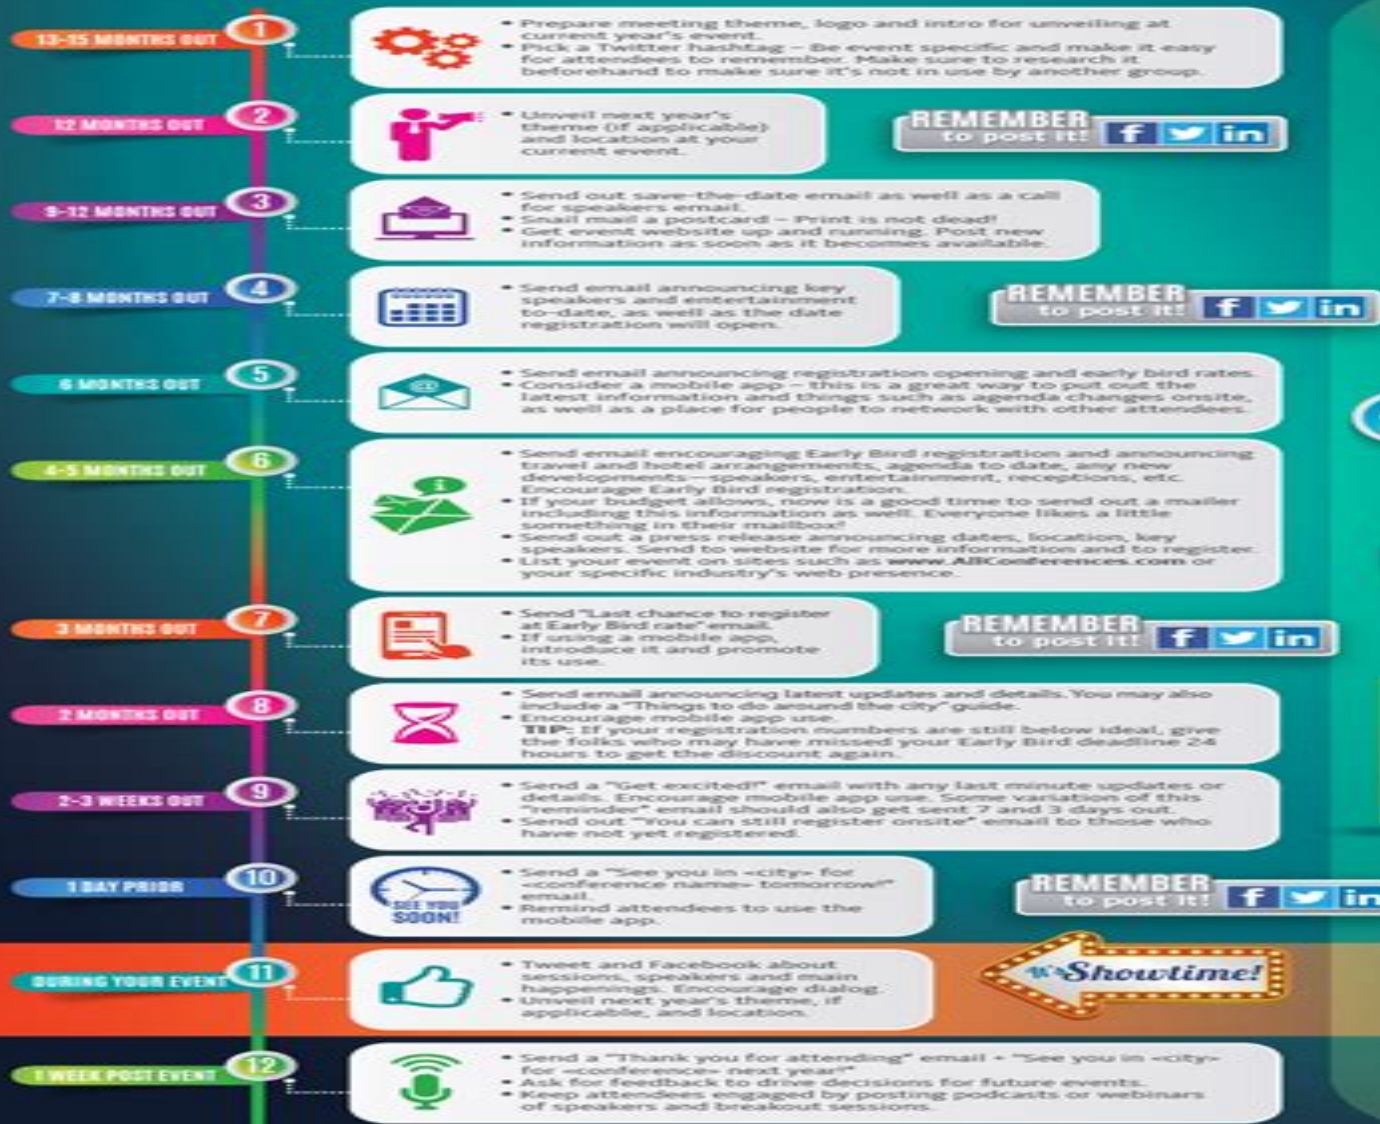 13-15 MONTHS OUT
1
• Prepare meeting theme, logo and intro for unveiling at
current year's event.
• Pick a Twitter hashtag – Be event specific and make it easy
for attendees to remember. Make sure to research it
beforehand to make sure it's not in use by another group.
12 MONTHS OUT
2
• Unveil next year's
theme (if applicable)
and location at your
current event.
REMEMBER
to post it!
f in
9-12 MONTHS OUT
3
• Send out save-the-date email as well as a call
for speakers email.
• Snail mail a postcard – Print is not dead!
• Get event website up and running. Post new
information as soon as it becomes available.
7-8 MONTHS OUT
4
• Send email announcing key
speakers and entertainment
to-date, as well as the date
registration will open.
REMEMBER
to post it!
f in
6 MONTHS OUT
5
@
• Send email announcing registration opening and early bird rates.
• Consider a mobile app – this is a great way to put out the
latest information and things such as agenda changes onsite,
as well as a place for people to network with other attendees.
4-5 MONTHS OUT
6
i
• Send email encouraging Early Bird registration and announcing
travel and hotel arrangements, agenda to date, any new
developments—speakers, entertainment, receptions, etc.
Encourage Early Bird registration.
• If your budget allows, now is a good time to send out a mailer
including this information as well. Everyone likes a little
something in their mailbox!
• Send out a press release announcing dates, location, key
speakers. Send to website for more information and to register.
• List your event on sites such as www.AllConferences.com or
your specific industry's web presence.
3 MONTHS OUT
7
• Send "Last chance to register
at Early Bird rate" email.
• If using a mobile app,
introduce it and promote
its use.
REMEMBER
to post it!
f in
2 MONTHS OUT
8
• Send email announcing latest updates and details. You may also
include a "Things to do around the city" guide.
• Encourage mobile app use.
TIP: If your registration numbers are still below ideal, give
the folks who may have missed your Early Bird deadline 24
hours to get the discount again.
2-3 WEEKS OUT
9
• Send a "Get excited!" email with any last minute updates or
details. Encourage mobile app use. Some variation of this
"reminder" email should also get sent 7 and 3 days out.
• Send out "You can still register onsite" email to those who
have not yet registered.
1 DAY PRIOR
10
SEE YOU
SOON!
• Send a "See you in <city> for
<conference name> tomorrow!"
email.
• Remind attendees to use the
mobile app.
REMEMBER
to post it!
f in
DURING YOUR EVENT
11
• Tweet and Facebook about
sessions, speakers and main
happenings. Encourage dialog.
• Unveil next year's theme, if
applicable, and location.
It's Showtime!
1 WEEK POST EVENT
12
• Send a "Thank you for attending" email + "See you in <city>
for <conference> next year!"
• Ask for feedback to drive decisions for future events.
• Keep attendees engaged by posting podcasts or webinars
of speakers and breakout sessions.